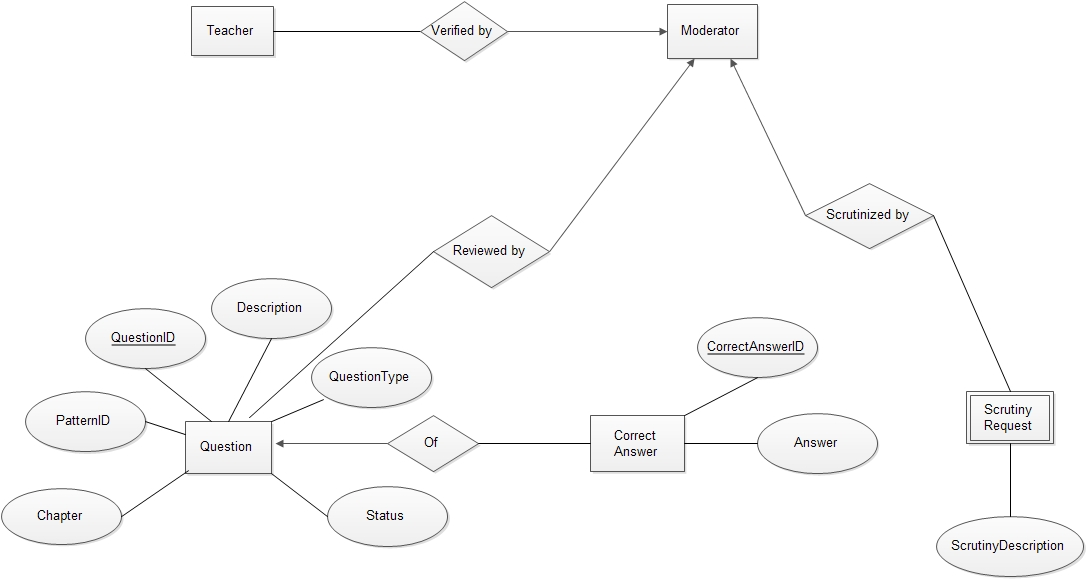 Teacher
Verified by
Moderator
Scrutinized by
Reviewed by
Description
QuestionID
CorrectAnswerID
QuestionType
PatternID
Scrutiny
Request
Question
Of
Correct
Answer
Answer
Chapter
Status
ScrutinyDescription